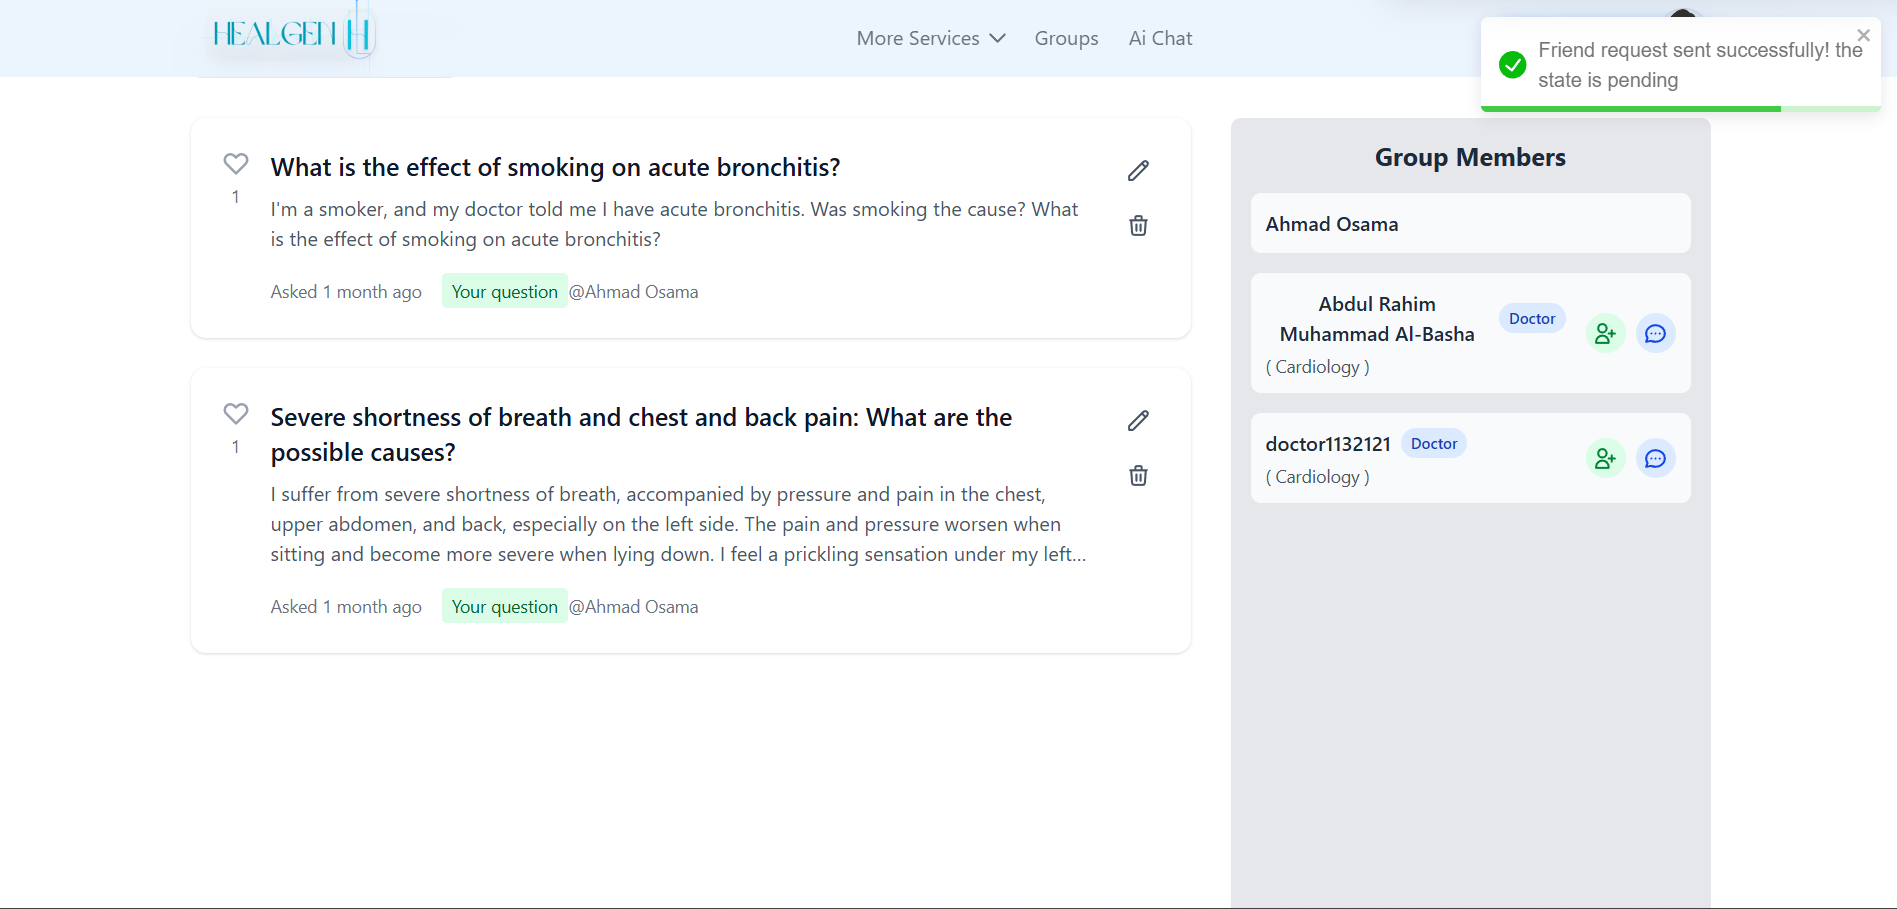 HEALGEN
More Services
Groups
Ai Chat
Friend request sent successfully! the
state is pending
What is the effect of smoking on acute bronchitis?
1
I'm a smoker, and my doctor told me I have acute bronchitis. Was smoking the cause? What
is the effect of smoking on acute bronchitis?
Asked 1 month ago
Your question
@Ahmad Osama
Severe shortness of breath and chest and back pain: What are the
possible causes?
1
I suffer from severe shortness of breath, accompanied by pressure and pain in the chest,
upper abdomen, and back, especially on the left side. The pain and pressure worsen when
sitting and become more severe when lying down. I feel a prickling sensation under my left...
Asked 1 month ago
Your question
@Ahmad Osama
Group Members
Ahmad Osama
Abdul Rahim
Muhammad Al-Basha
Doctor
( Cardiology )
doctor1132121
Doctor
( Cardiology )